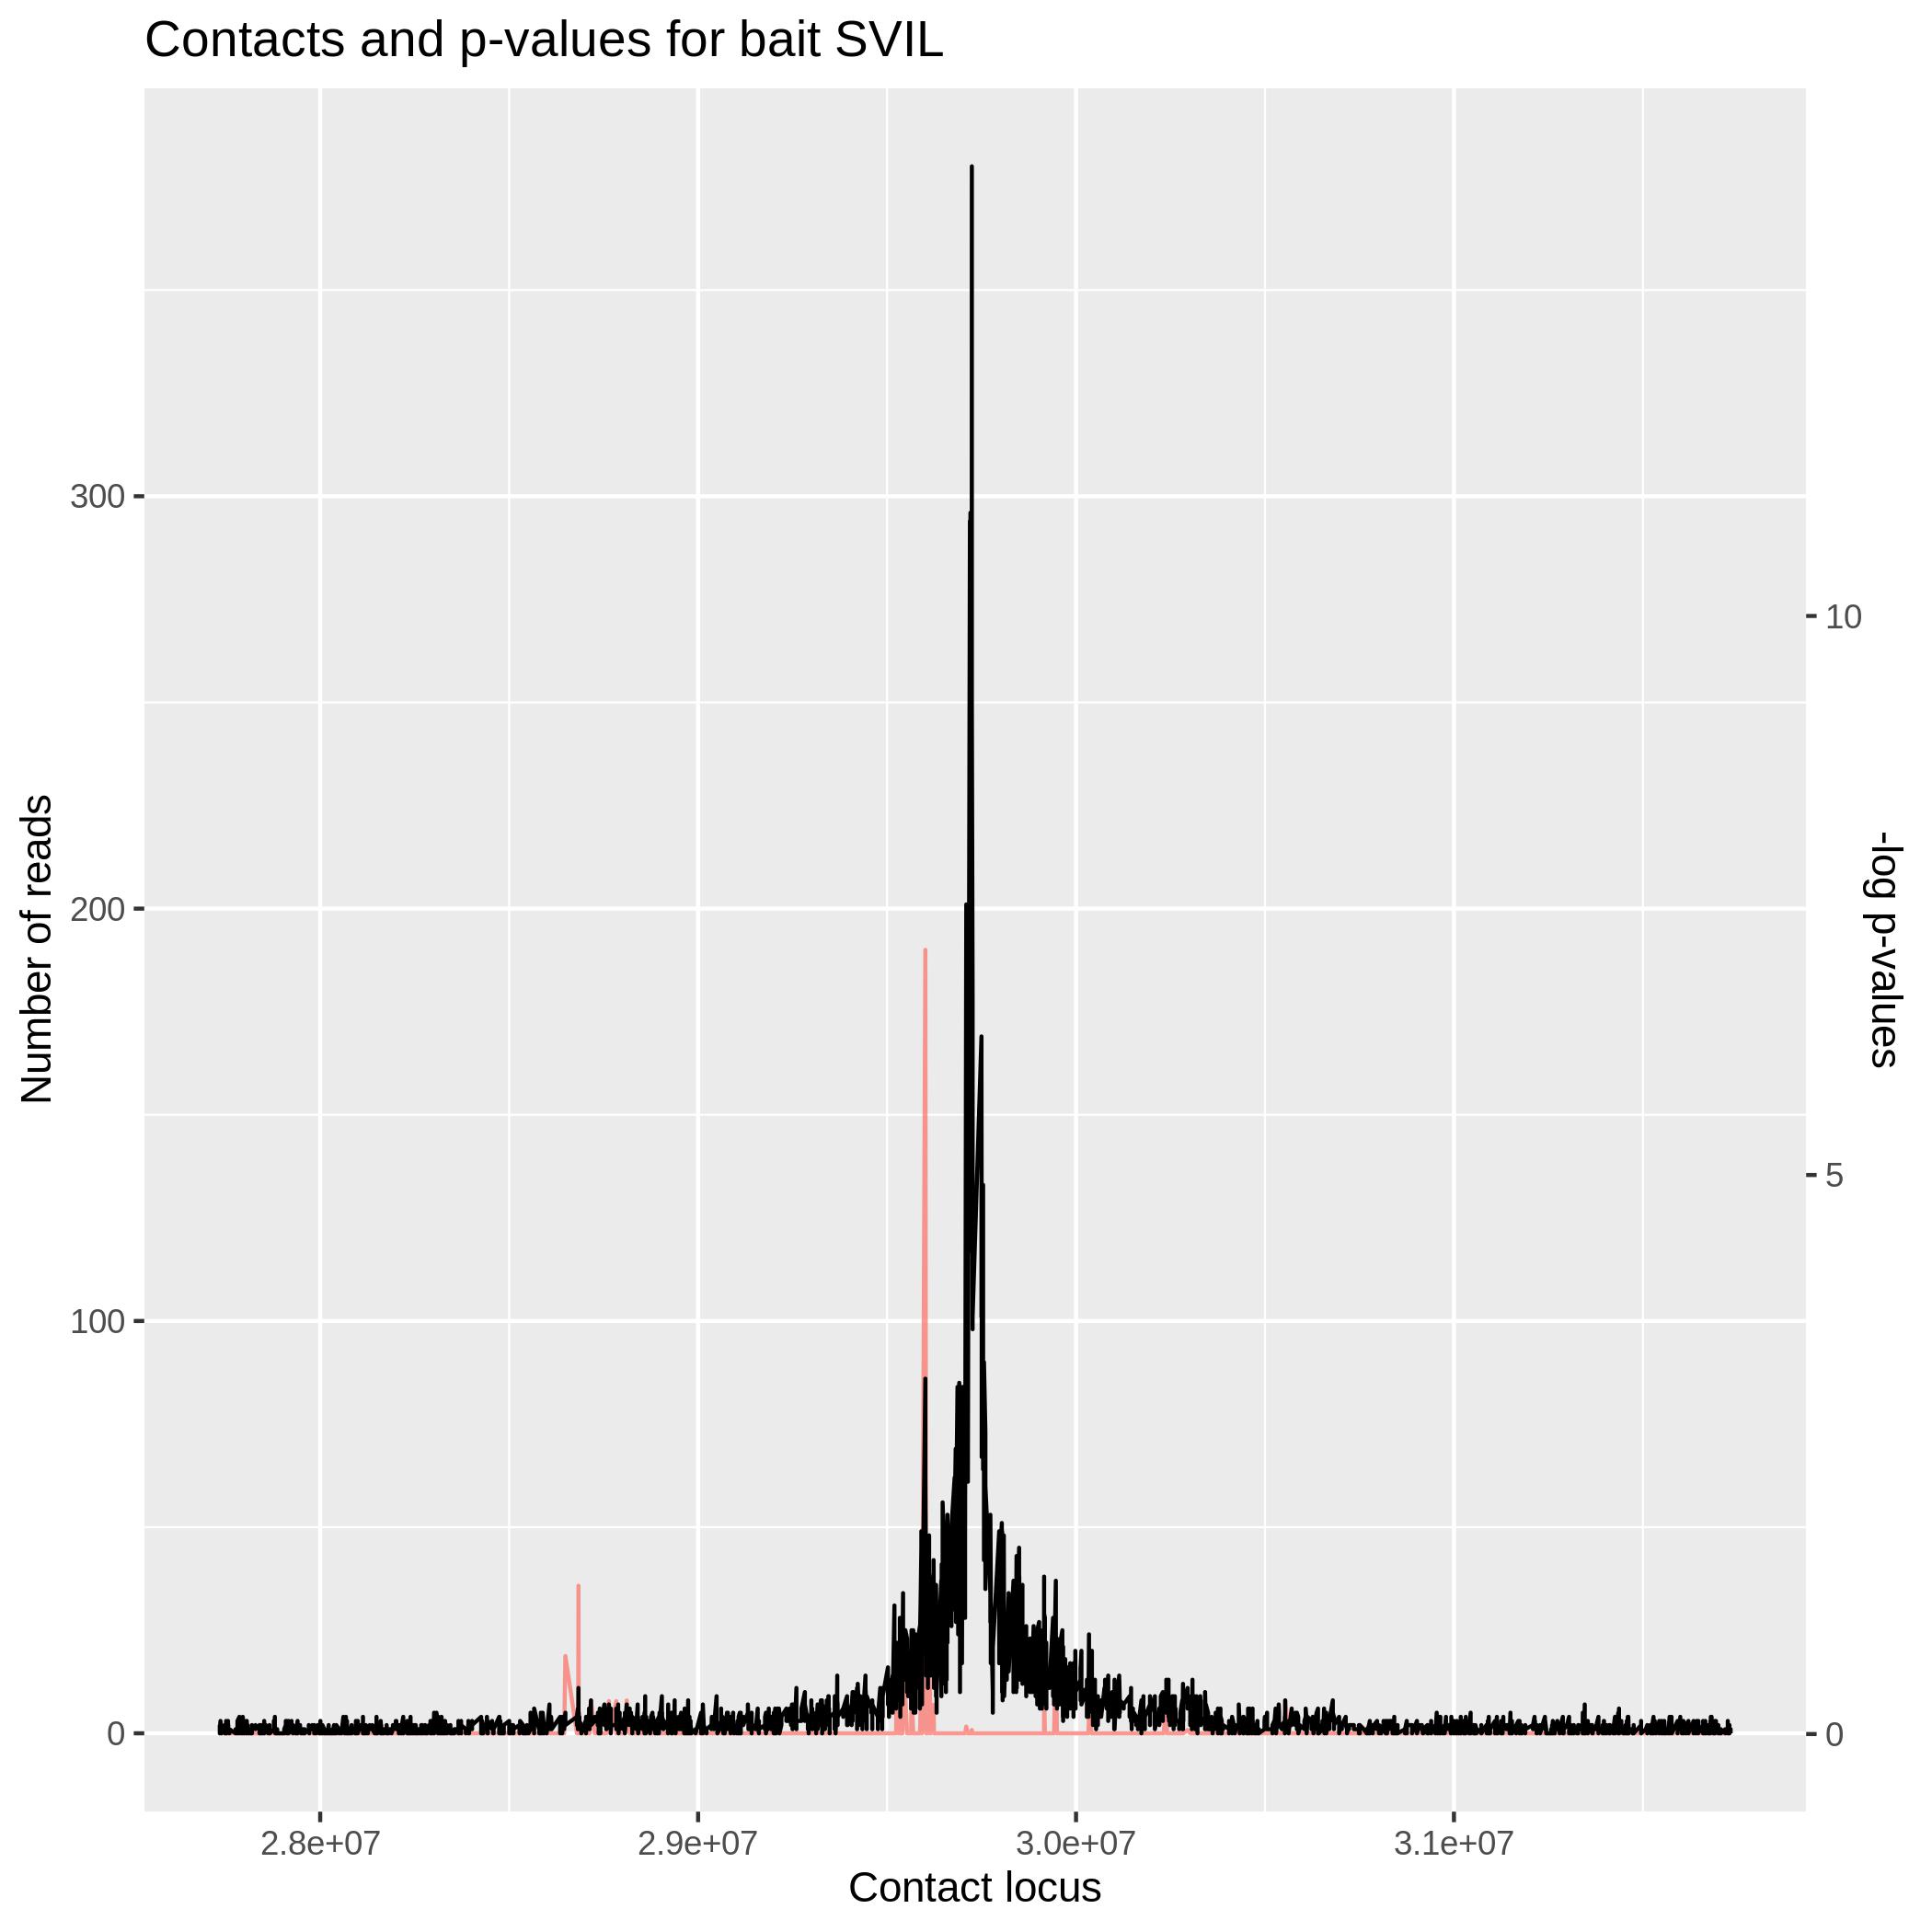 Contacts and p-values for bait SVIL
Number of reads
300
200
100
0
10
5
0
-log p-values
2.8e+07
2.9e+07
3.0e+07
3.1e+07
Contact locus